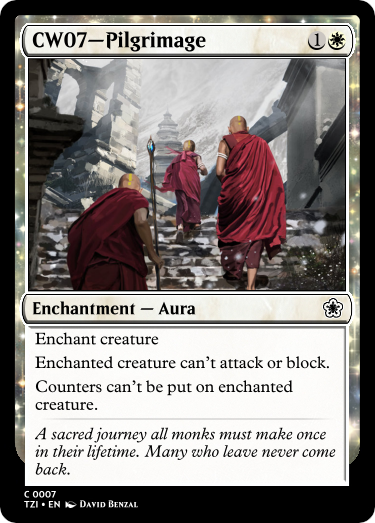 CW07—Pilgrimage 1
Enchantment — Aura
Enchant creature
Enchanted creature can't attack or block.
Counters can't be put on enchanted
creature.
A sacred journey all monks must make once
in their lifetime. Many who leave never come
back.
C 0007
TZI • EN David Benzal